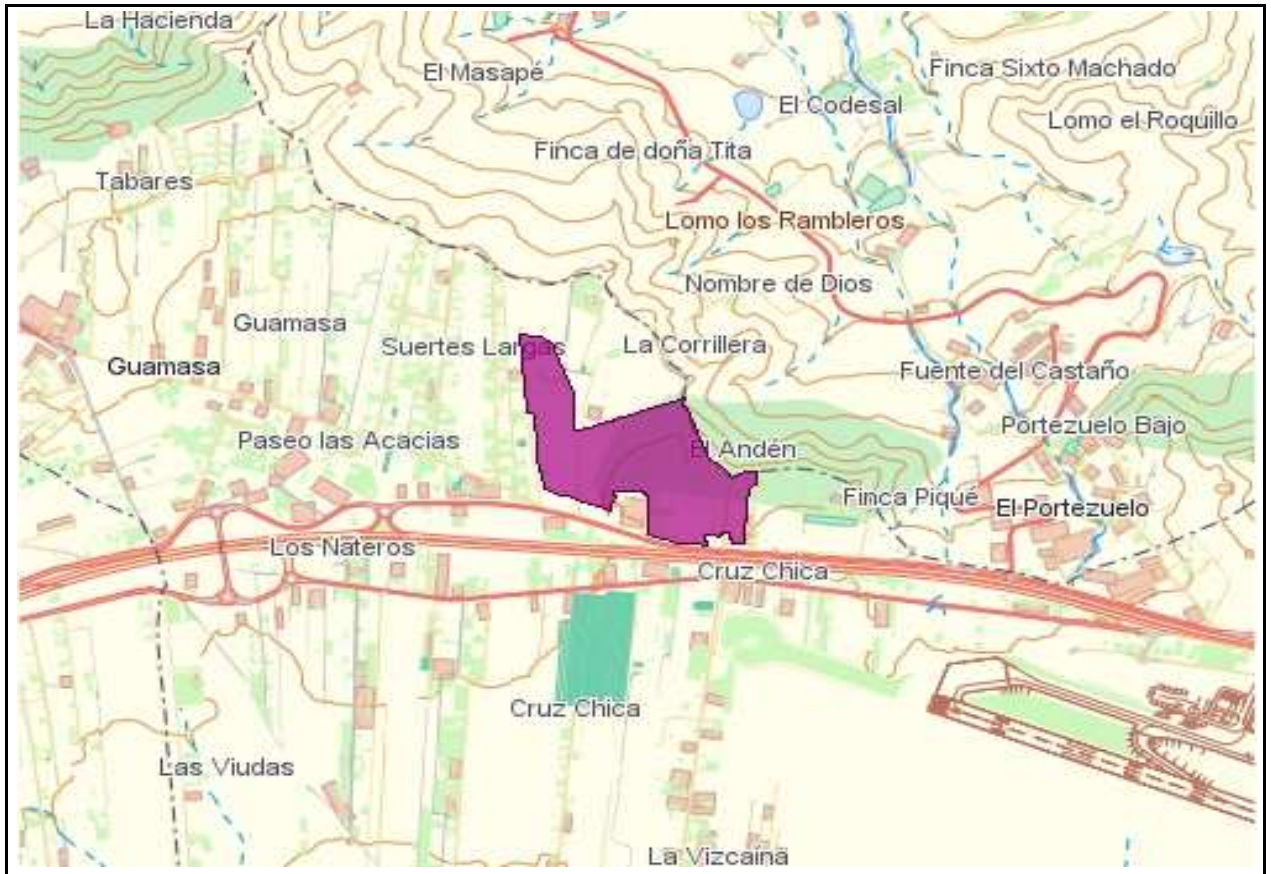 La Hacienda
El Masapé
Finca Sixto Machado
El Codesal
Lomo el Roquillo
Finca de doña Tita
Tabares
Lomo los Rambleros
Nombre de Dios
Guamasa
Suertes Largas
La Corrillera
Guamasa
Fuente del Castaño
Paseo las Acacias
El Andén
Portezuelo Bajo
Finca Piqué
El Portezuelo
Los Nateros
Cruz Chica
Cruz Chica
Las Viudas
La Vizcaína